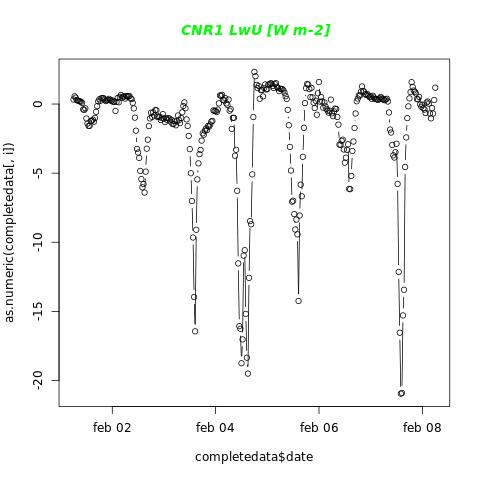 CNR1 LwU [W m-2]
as.numeric(completedata[, i])
0
-5
-10
-15
-20
feb 02
feb 04
feb 06
feb 08
completedata$date